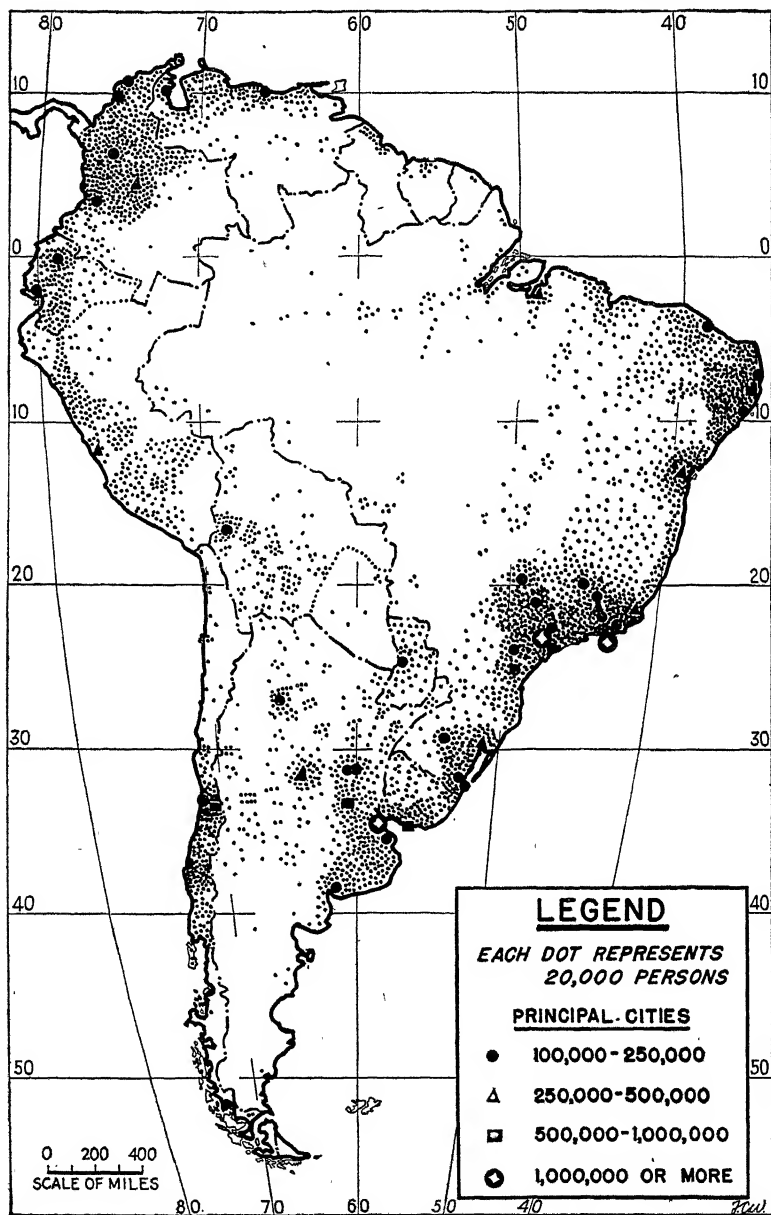 80 70 60 50 40
10 10
0 0
10 10
20 20
30 30
40 40
50 50
LEGEND
EACH DOT REPRESENTS
20,000 PERSONS
PRINCIPAL CITIES
100,000-250,000
250,000-500,000
500,000-1,000,000
1,000,000 OR MORE
0 200 400
SCALE OF MILES
80 70 60 50 40